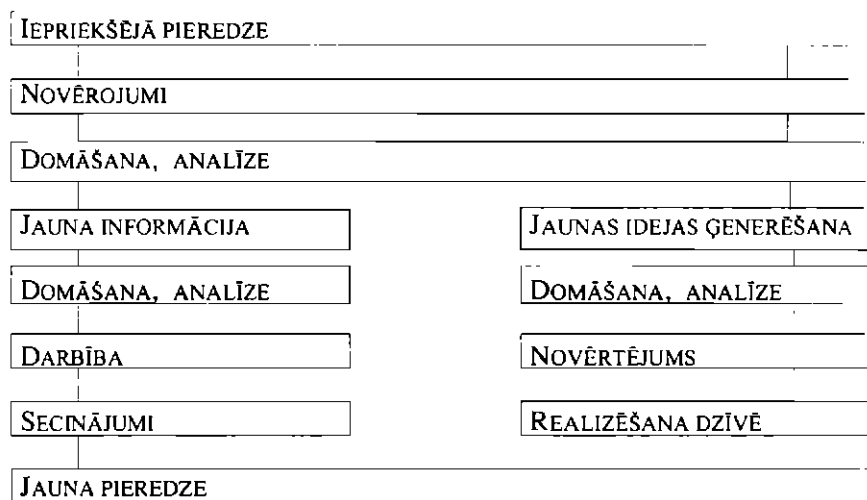 IEPRIEKŠĒJĀ PIEREDZE
NOVĒROJUMI
DOMĀŠANA, ANALĪZE
JAUNA INFORMĀCIJA
JAUNAS IDEJAS ĢENERĒŠANA
DOMĀŠANA, ANALĪZE
DOMĀŠANA, ANALĪZE
DARBĪBA
NOVĒRTĒJUMS
SECINĀJUMI
REALIZĒŠANA DZĪVĒ
JAUNA PIEREDZE